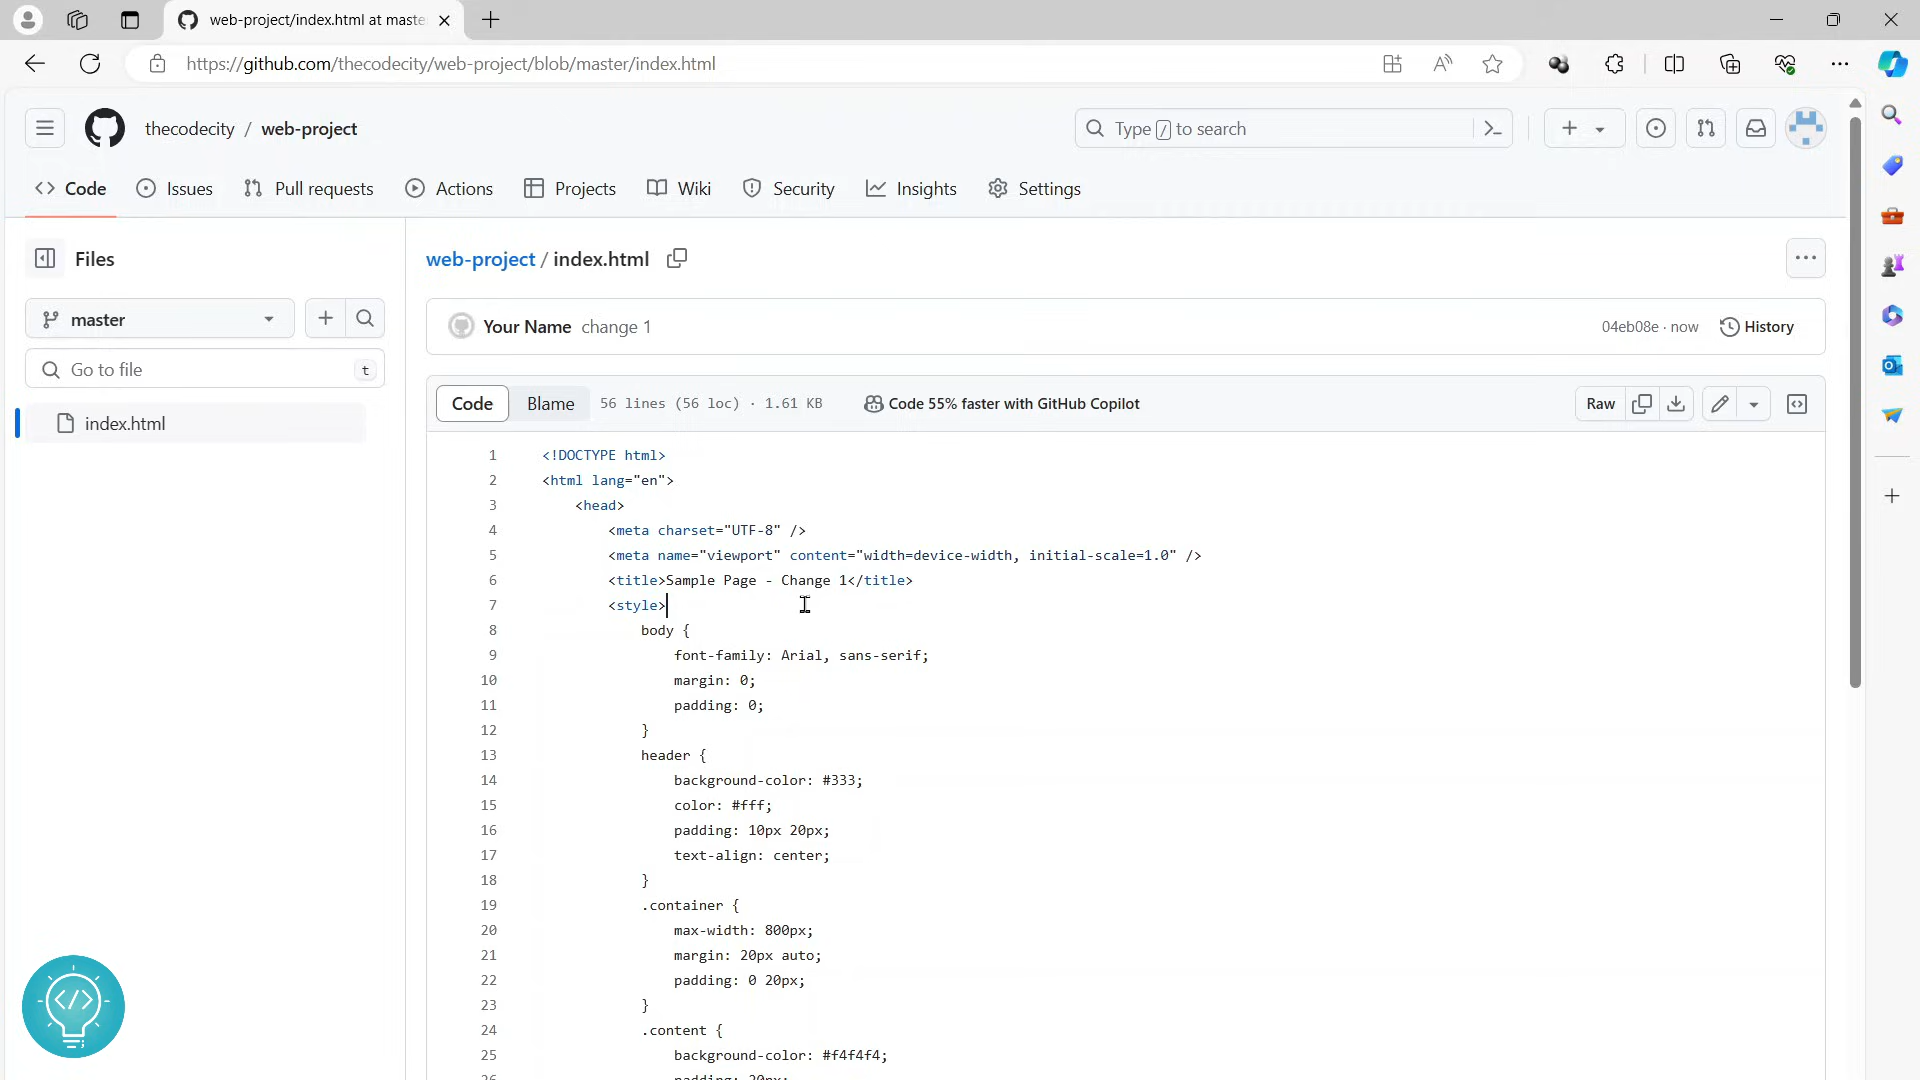 web-project/index.html at maste
https://github.com/thecodecity/web-project/blob/master/index.html
thecodecity / web-project
Type / to search
Code
Issues
Pull requests
Actions
Projects
Wiki
Security
Insights
Settings
Files
web-project / index.html
master
Your Name change 1
04eb08e · now
History
Go to file
t
index.html
Code
Blame
56 lines (56 loc) · 1.61 KB
Code 55% faster with GitHub Copilot
Raw
1 <!DOCTYPE html>
2 <html lang="en">
3 <head>
4 <meta charset="UTF-8" />
5 <meta name="viewport" content="width=device-width, initial-scale=1.0" />
6 <title>Sample Page - Change 1</title>
7 <style>
8 body {
9 font-family: Arial, sans-serif;
10 margin: 0;
11 padding: 0;
12 }
13 header {
14 background-color: #333;
15 color: #fff;
16 padding: 10px 20px;
17 text-align: center;
18 }
19 .container {
20 max-width: 800px;
21 margin: 20px auto;
22 padding: 0 20px;
23 }
24 .content {
25 background-color: #f4f4f4;
26 padding: 20px;